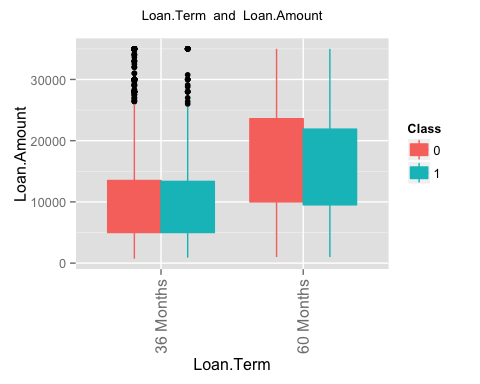 Loan.Term and Loan.Amount
Loan.Amount
30000
20000
10000
0
Class
0
1
36 Months
60 Months
Loan.Term